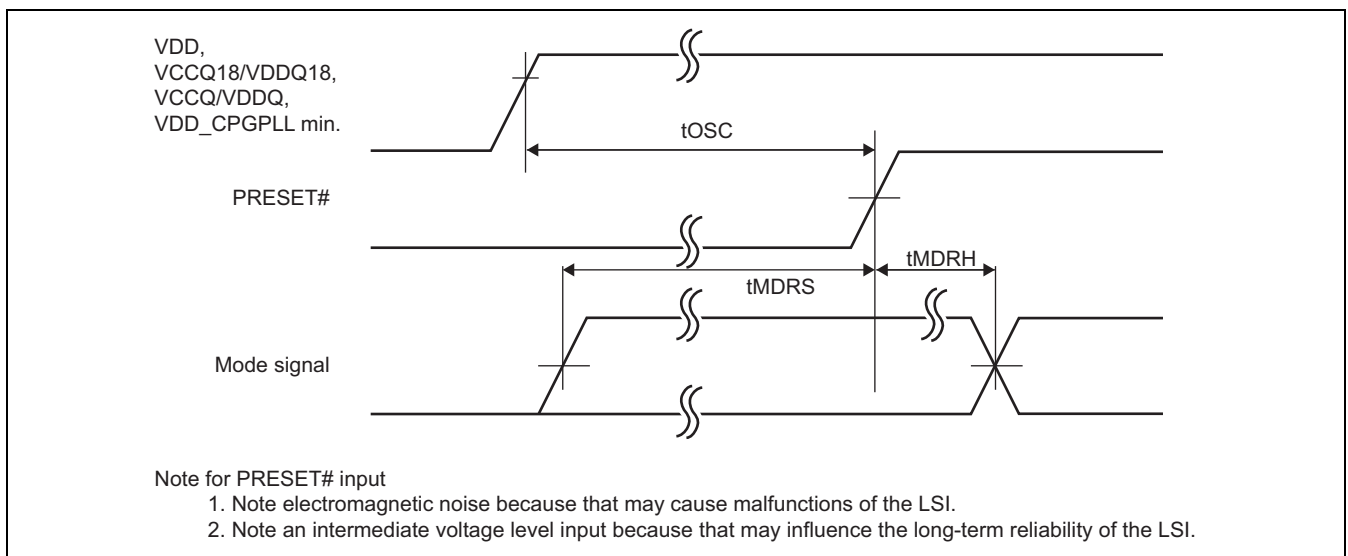 VDD,
VCCQ18/VDDQ18,
VCCQ/VDDQ,
VDD_CPGPLL min.
tOSC
PRESET#
tMDRH
tMDRS
Mode signal
Note for PRESET# input
1. Note electromagnetic noise because that may cause malfunctions of the LSI.
2. Note an intermediate voltage level input because that may influence the long-term reliability of the LSI.